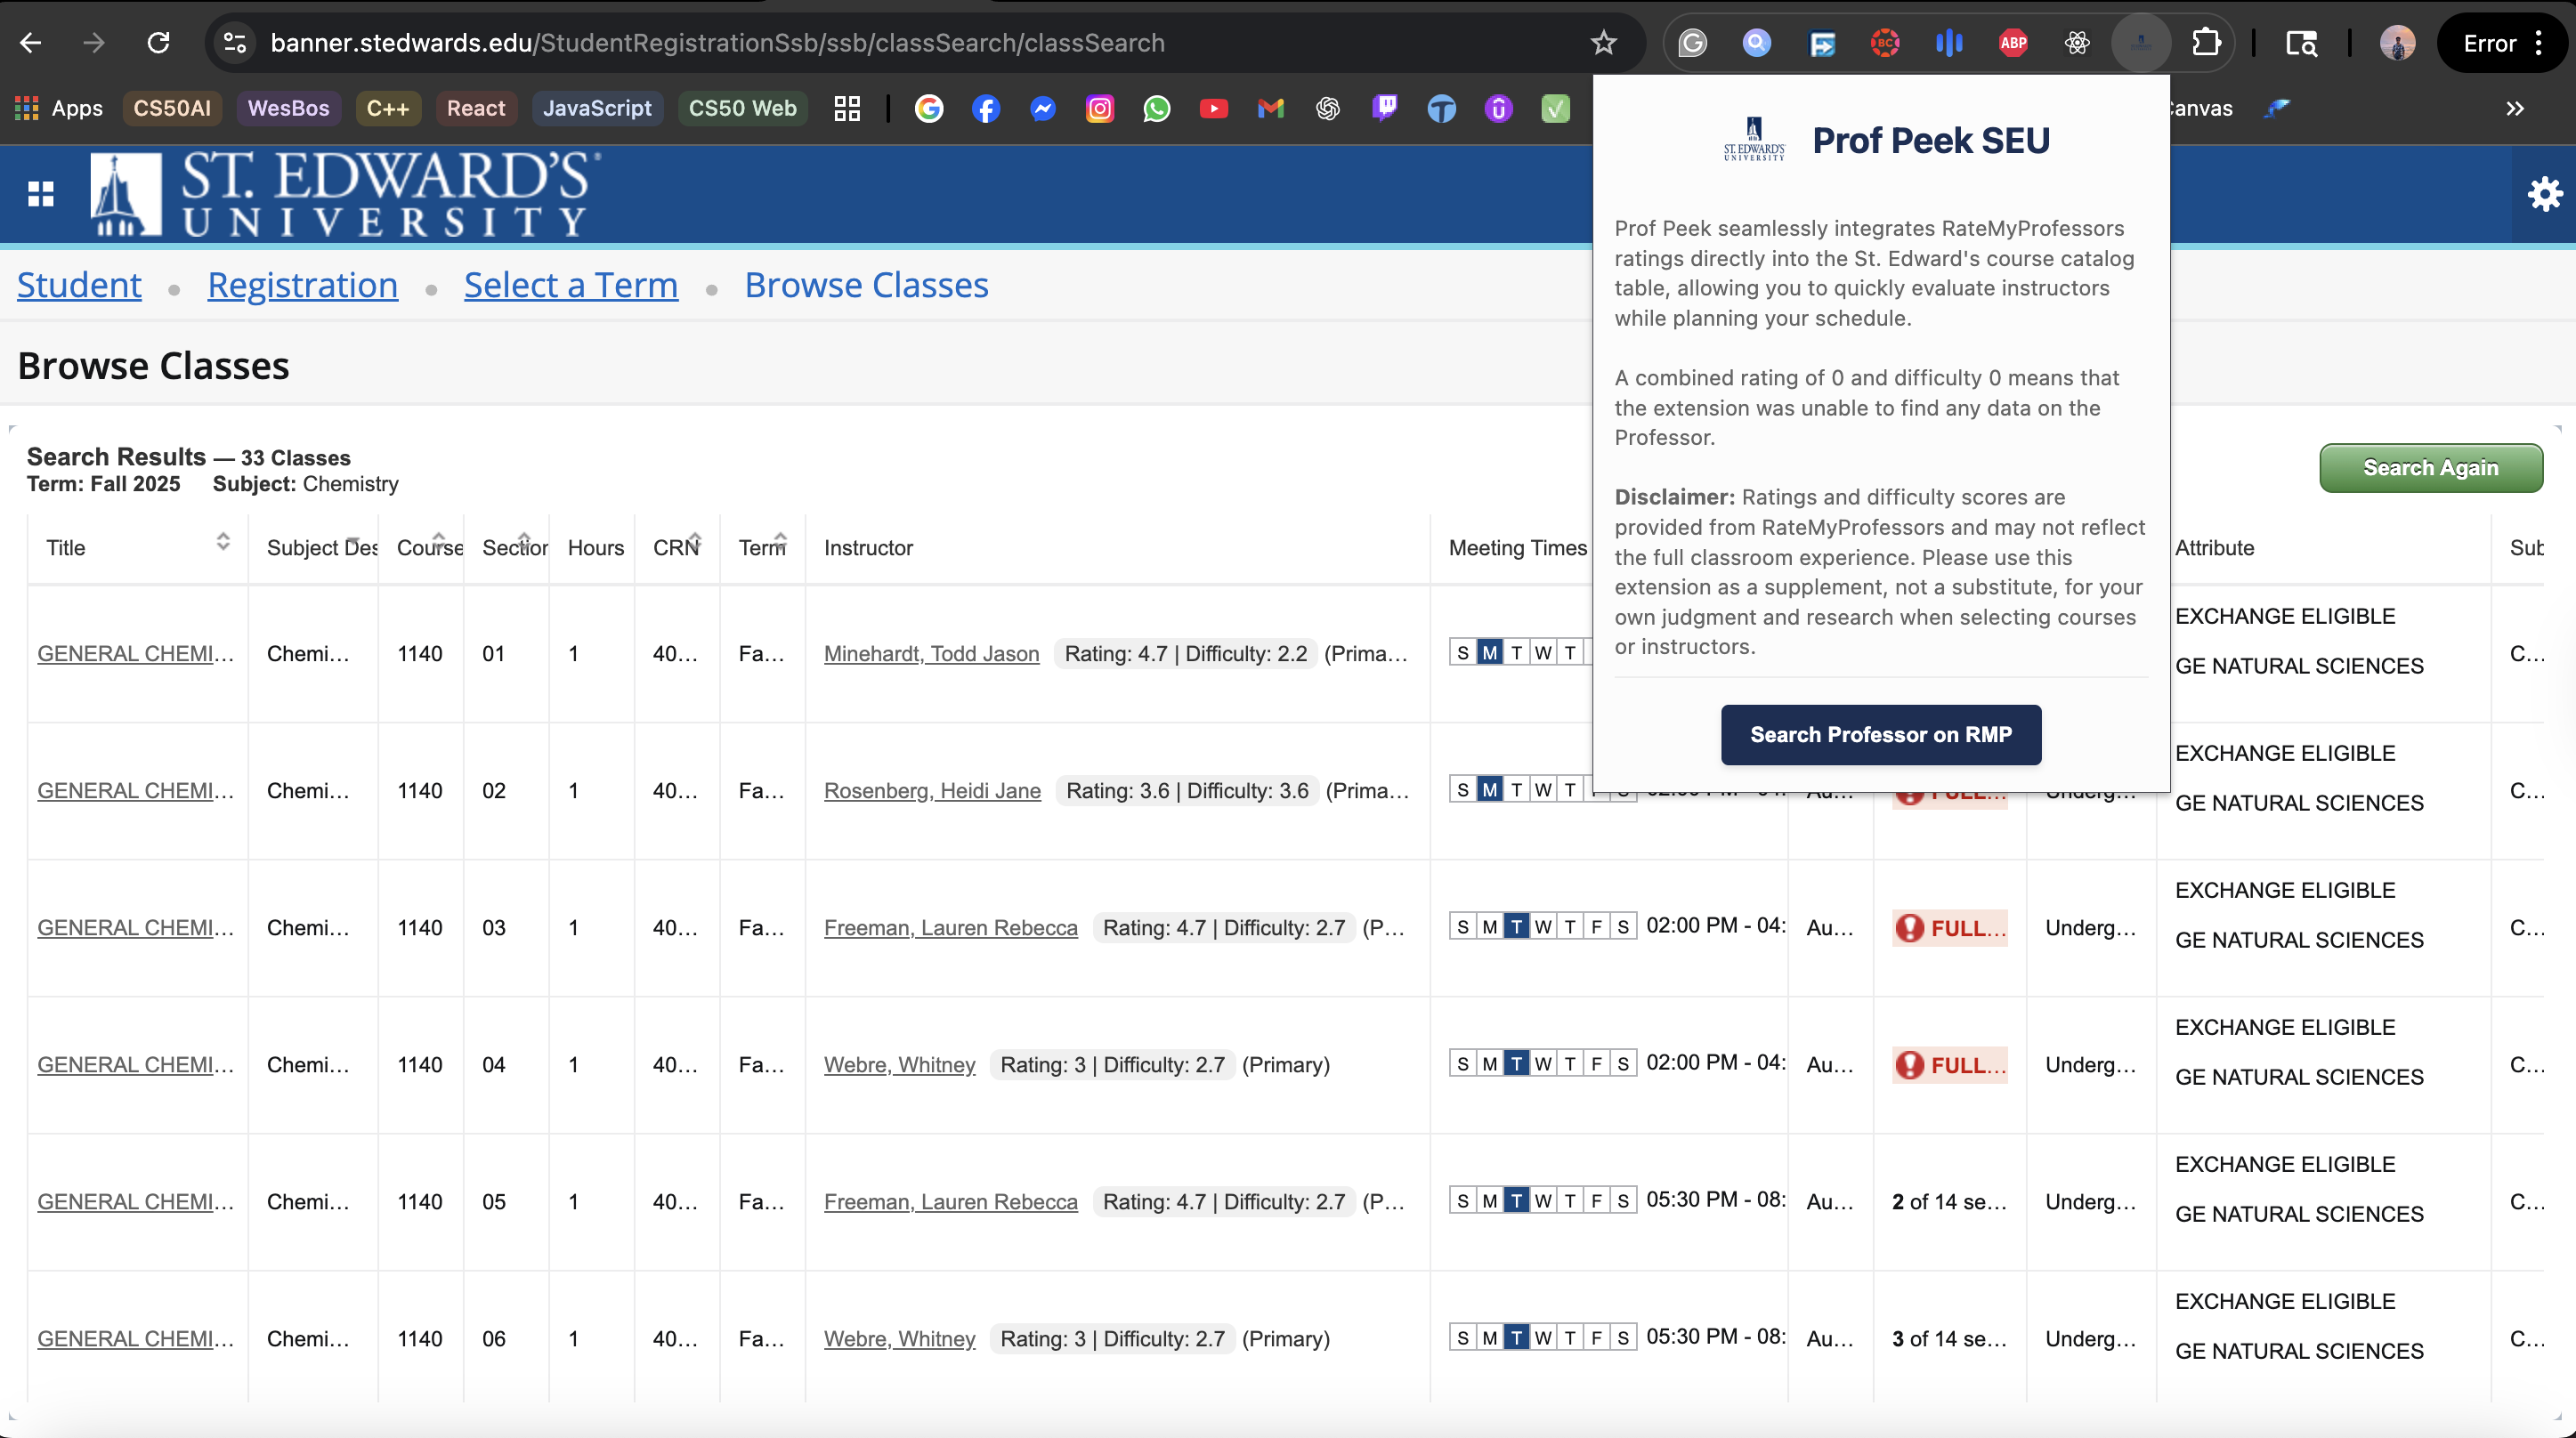 banner.stedwards.edu/StudentRegistrationSsb/ssb/classSearch/classSearch
BC
ABP
Error
Apps
CS50AI
WesBos
C++
React
JavaScript
CS50 Web
Canvas
ST. EDWARD'S
UNIVERSITY
Student
Registration
Select a Term
Browse Classes
Browse Classes
Search Results — 33 Classes
Term: Fall 2025 Subject: Chemistry
Search Again
ST. EDWARD'S
UNIVERSITY
Prof Peek SEU
Prof Peek seamlessly integrates RateMyProfessors
ratings directly into the St. Edward's course catalog
table, allowing you to quickly evaluate instructors
while planning your schedule.
A combined rating of 0 and difficulty 0 means that
the extension was unable to find any data on the
Professor.
Disclaimer: Ratings and difficulty scores are
provided from RateMyProfessors and may not reflect
the full classroom experience. Please use this
extension as a supplement, not a substitute, for your
own judgment and research when selecting courses
or instructors.
Search Professor on RMP
Title Subject Des Course Section Hours CRN Term Instructor Meeting Times Attribute Sub
GENERAL CHEMI... Chemi... 1140 01 1 40... Fa... Minehardt, Todd Jason Rating: 4.7 | Difficulty: 2.2 (Prima... S M T W T EXCHANGE ELIGIBLE
GE NATURAL SCIENCES C...
GENERAL CHEMI... Chemi... 1140 02 1 40... Fa... Rosenberg, Heidi Jane Rating: 3.6 | Difficulty: 3.6 (Prima... S M T W T EXCHANGE ELIGIBLE
GE NATURAL SCIENCES C...
GENERAL CHEMI... Chemi... 1140 03 1 40... Fa... Freeman, Lauren Rebecca Rating: 4.7 | Difficulty: 2.7 (P... S M T W T F S 02:00 PM - 04: Au... FULL... Underg... EXCHANGE ELIGIBLE
GE NATURAL SCIENCES C...
GENERAL CHEMI... Chemi... 1140 04 1 40... Fa... Webre, Whitney Rating: 3 | Difficulty: 2.7 (Primary) S M T W T F S 02:00 PM - 04: Au... FULL... Underg... EXCHANGE ELIGIBLE
GE NATURAL SCIENCES C...
GENERAL CHEMI... Chemi... 1140 05 1 40... Fa... Freeman, Lauren Rebecca Rating: 4.7 | Difficulty: 2.7 (P... S M T W T F S 05:30 PM - 08: Au... 2 of 14 se... Underg... EXCHANGE ELIGIBLE
GE NATURAL SCIENCES C...
GENERAL CHEMI... Chemi... 1140 06 1 40... Fa... Webre, Whitney Rating: 3 | Difficulty: 2.7 (Primary) S M T W T F S 05:30 PM - 08: Au... 3 of 14 se... Underg... EXCHANGE ELIGIBLE
GE NATURAL SCIENCES C...